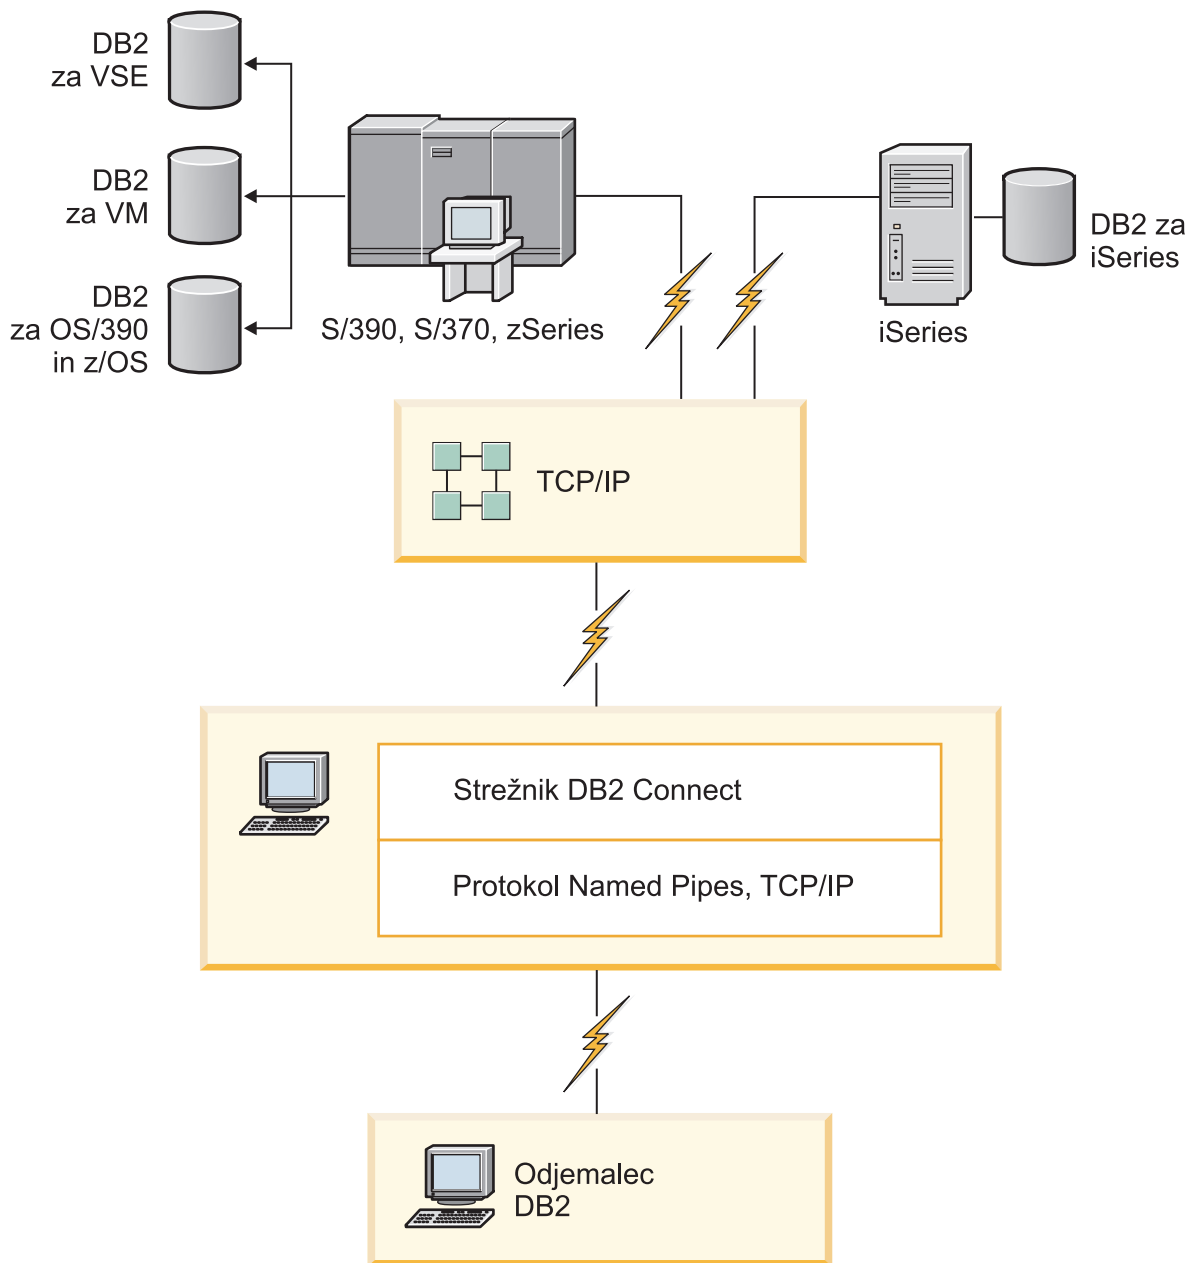 DB2
za VSE
DB2
za VM
DB2
za OS/390
in z/OS
S/390, S/370, zSeries
iSeries
DB2 za
iSeries
TCP/IP
Strežnik DB2 Connect
Protokol Named Pipes, TCP/IP
Odjemalec
DB2